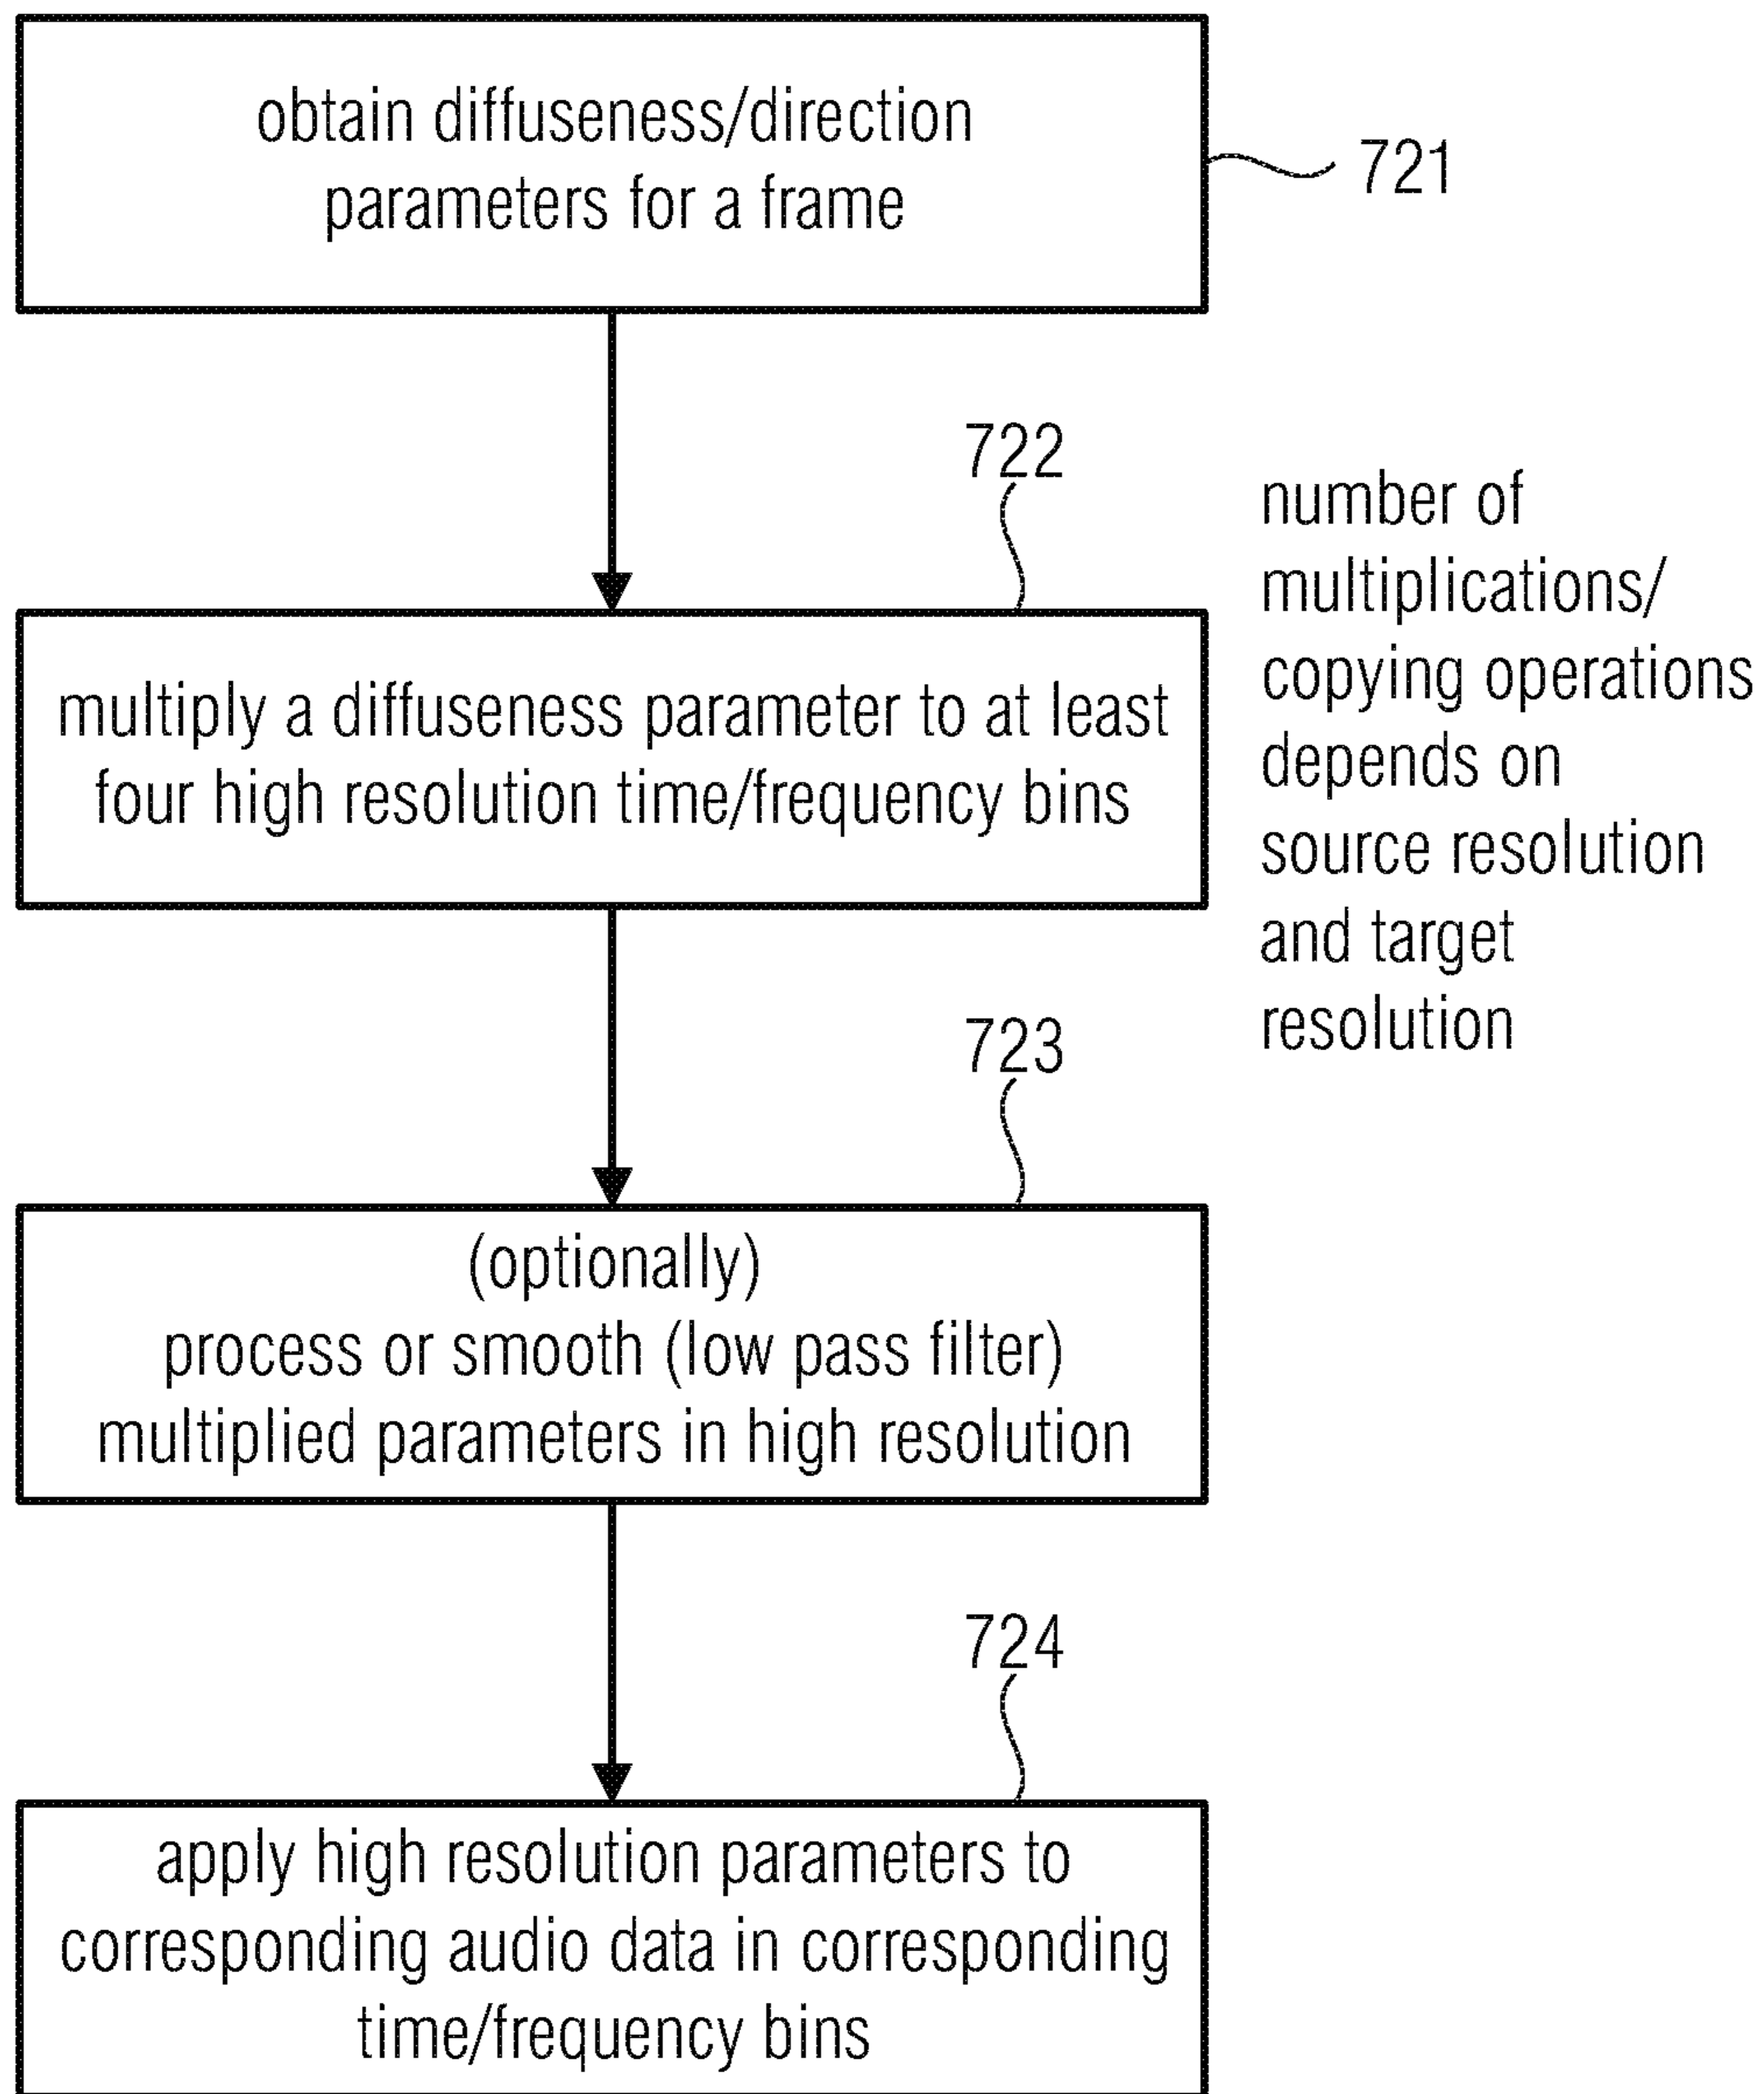 obtain diffuseness/direction
parameters for a frame
721
722
multiply a diffuseness parameter to at least
four high resolution time/frequency bins
number of
multiplications/
copying operations
depends on
source resolution
and target
resolution
723
(optionally)
process or smooth (low pass filter)
multiplied parameters in high resolution
724
apply high resolution parameters to
corresponding audio data in corresponding
time/frequency bins